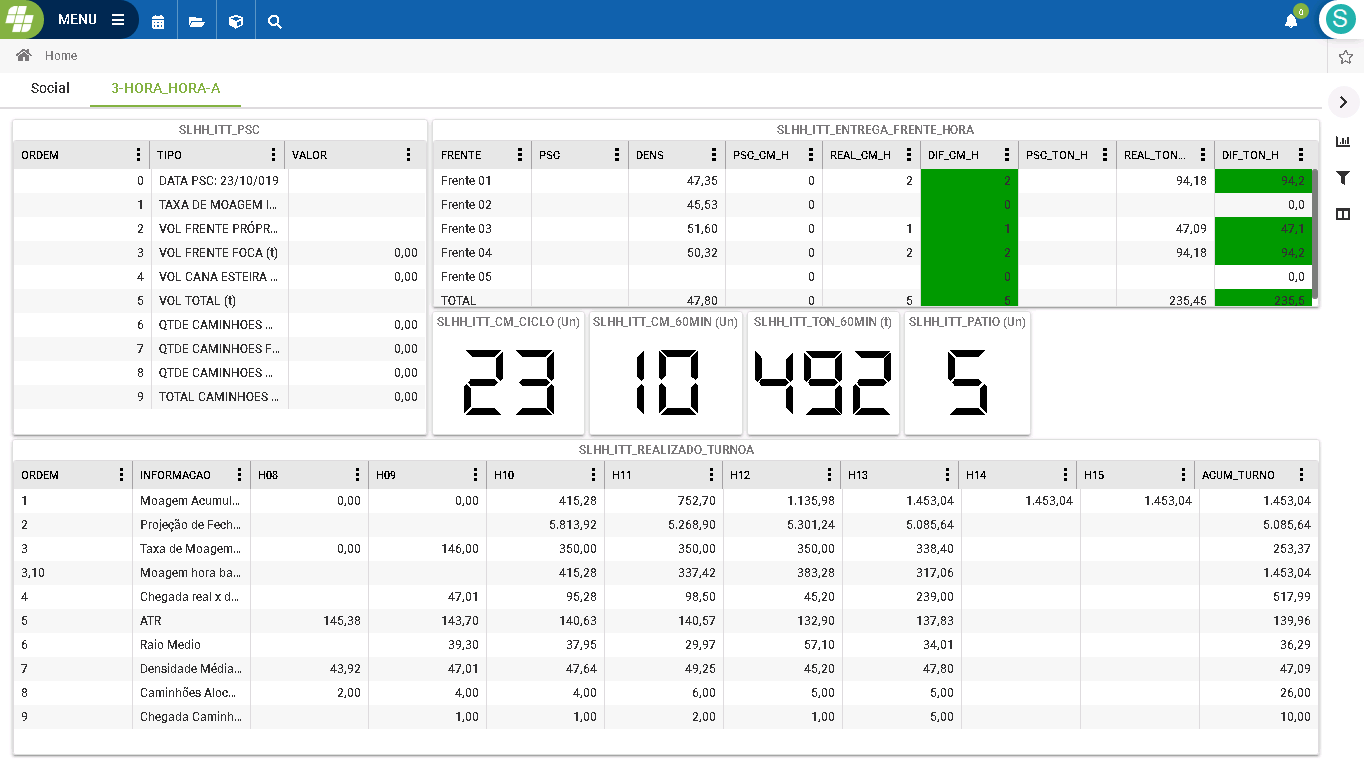 MENU
0
S
Home
Social 3-HORA_HORA-A
SLHH_ITT_PSC
ORDEM TIPO VALOR
0 DATA PSC: 23/10/019
1 TAXA DE MOAGEM I...
2 VOL FRENTE PRÓPR...
3 VOL FRENTE FOCA (t) 0,00
4 VOL CANA ESTEIRA ... 0,00
5 VOL TOTAL (t)
6 QTDE CAMINHOES ... 0,00
7 QTDE CAMINHOES F... 0,00
8 QTDE CAMINHOES ... 0,00
9 TOTAL CAMINHOES ... 0,00
SLHH_ITT_ENTREGA_FRENTE_HORA
FRENTE PSC DENS PSC_CM_H REAL_CM_H DIF_CM_H PSC_TON_H REAL_TON... DIF_TON_H
Frente 01 47,35 0 2 2 94,18 94,2
Frente 02 45,53 0 0 0,0
Frente 03 51,60 0 1 1 47,09 47,1
Frente 04 50,32 0 2 2 94,18 94,2
Frente 05 0 0 0,0
TOTAL 47,80 0 5 5 235,45 235,5
SLHH_ITT_CM_CICLO (Un) SLHH_ITT_CM_60MIN (Un) SLHH_ITT_TON_60MIN (t) SLHH_ITT_PATIO (Un)
23 10 492 5
SLHH_ITT_REALIZADO_TURNOA
ORDEM INFORMACAO H08 H09 H10 H11 H12 H13 H14 H15 ACUM_TURNO
1 Moagem Acumul... 0,00 0,00 415,28 752,70 1.135,98 1.453,04 1.453,04 1.453,04 1.453,04
2 Projeção de Fech... 5.813,92 5.268,90 5.301,24 5.085,64 5.085,64
3 Taxa de Moagem... 0,00 146,00 350,00 350,00 350,00 338,40 253,37
3,10 Moagem hora ba... 415,28 337,42 383,28 317,06 1.453,04
4 Chegada real x d... 47,01 95,28 98,50 45,20 239,00 517,99
5 ATR 145,38 143,70 140,63 140,57 132,90 137,83 139,96
6 Raio Medio 39,30 37,95 29,97 57,10 34,01 36,29
7 Densidade Média... 43,92 47,01 47,64 49,25 45,20 47,80 47,09
8 Caminhões Aloc... 2,00 4,00 4,00 6,00 5,00 5,00 26,00
9 Chegada Caminh... 1,00 1,00 2,00 1,00 5,00 10,00